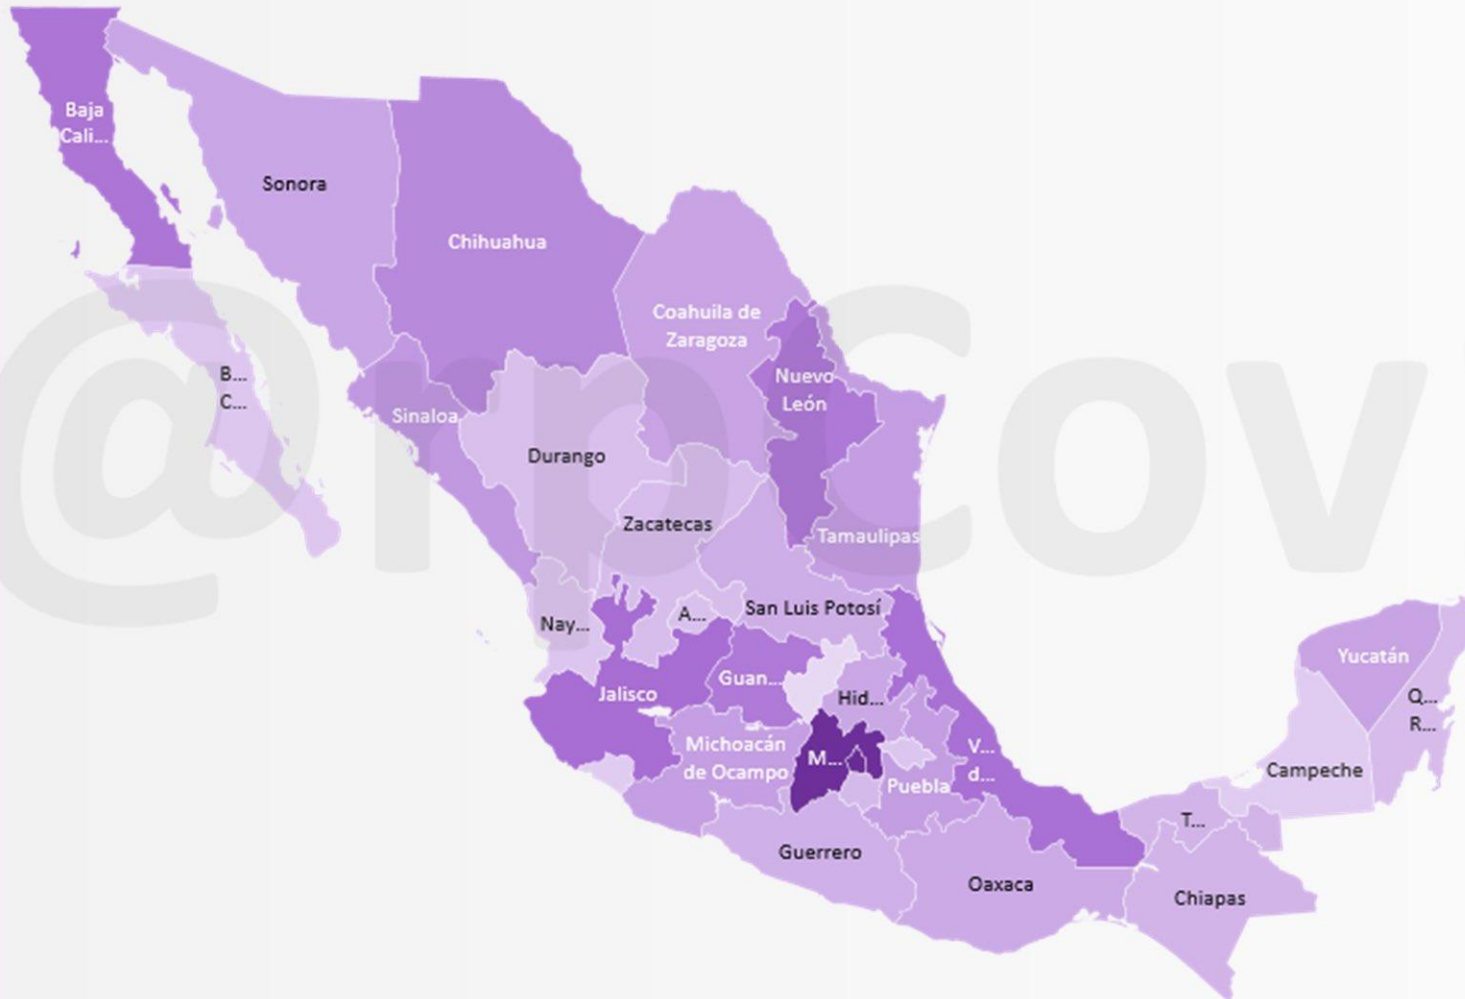 Baja
Cali...
Sonora
Chihuahua
Coahuila de
Zaragoza
B...
C...
Nuevo
León
Sinaloa
Durango
Zacatecas
Tamaulipas
Nay...
A...
San Luis Potosí
Jalisco
Guan...
Hid...
Yucatán
Q...
R...
Michoacán
de Ocampo
M...
V...
d...
Puebla
Campeche
T...
Guerrero
Oaxaca
Chiapas
@rpCov